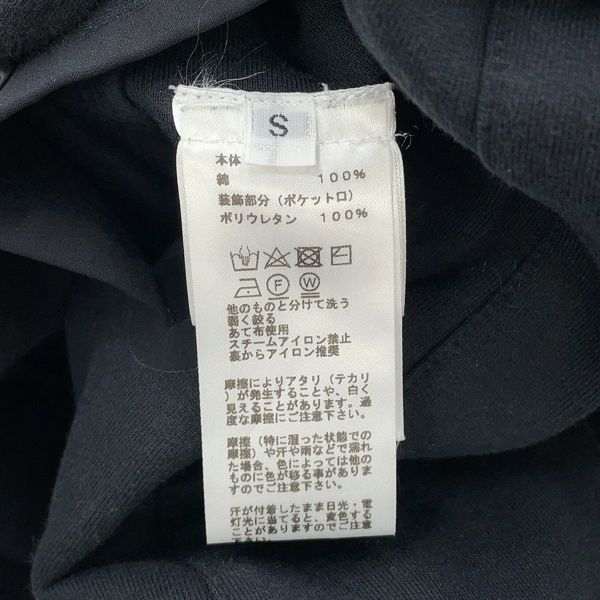 S
本体
綿 100%
装飾部分（ポケット口）
ポリウレタン 100%
F W
他のものと分けて洗う
弱く絞る
あて布使用
スチームアイロン禁止
裏からアイロン推奨
摩擦によりアタリ（テカリ
）が発生することや、白く
見えることがあります。過
度な摩擦にご注意下さい。
摩擦（特に湿った状態での
摩擦）や汗や雨などで濡れ
た場合、色によっては他の
ものに色が移る事がありま
すのでご注意下さい。
汗が付着したまま日光・電
灯光に当てると、変色する
ことがありますのでご注意
下さい。